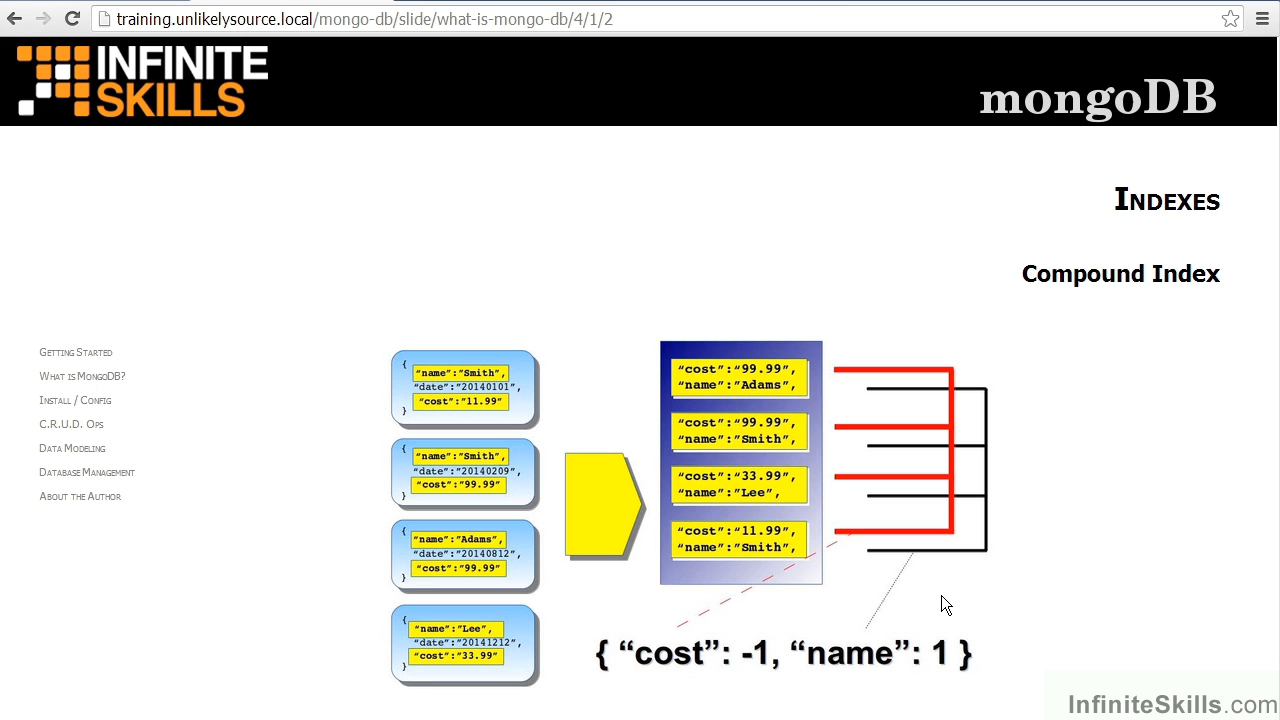 training.unlikelysource.local/mongo-db/slide/what-is-mongo-db/4/1/2
INFINITE
SKILLS
mongoDB
INDEXES
Compound Index
GETTING STARTED
WHAT IS MONGODB?
INSTALL / CONFIG
C.R.U.D. OPS
DATA MODELING
DATABASE MANAGEMENT
ABOUT THE AUTHOR
{
“name”:”Smith”,
“date”:”20140101”,
“cost”:”11.99”
}
{
“name”:”Smith”,
“date”:”20140209”,
“cost”:”99.99”
}
{
“name”:”Adams”,
“date”:”20140812”,
“cost”:”99.99”
}
{
“name”:”Lee”,
“date”:”20141212”,
“cost”:”33.99”
}
“cost”:“99.99”,
“name”:”Adams”,
“cost”:“99.99”,
“name”:”Smith”,
“cost”:“33.99”,
“name”:”Lee”,
“cost”:“11.99”,
“name”:”Smith”,
{ “cost”: -1, “name”: 1 }
InfiniteSkills.com